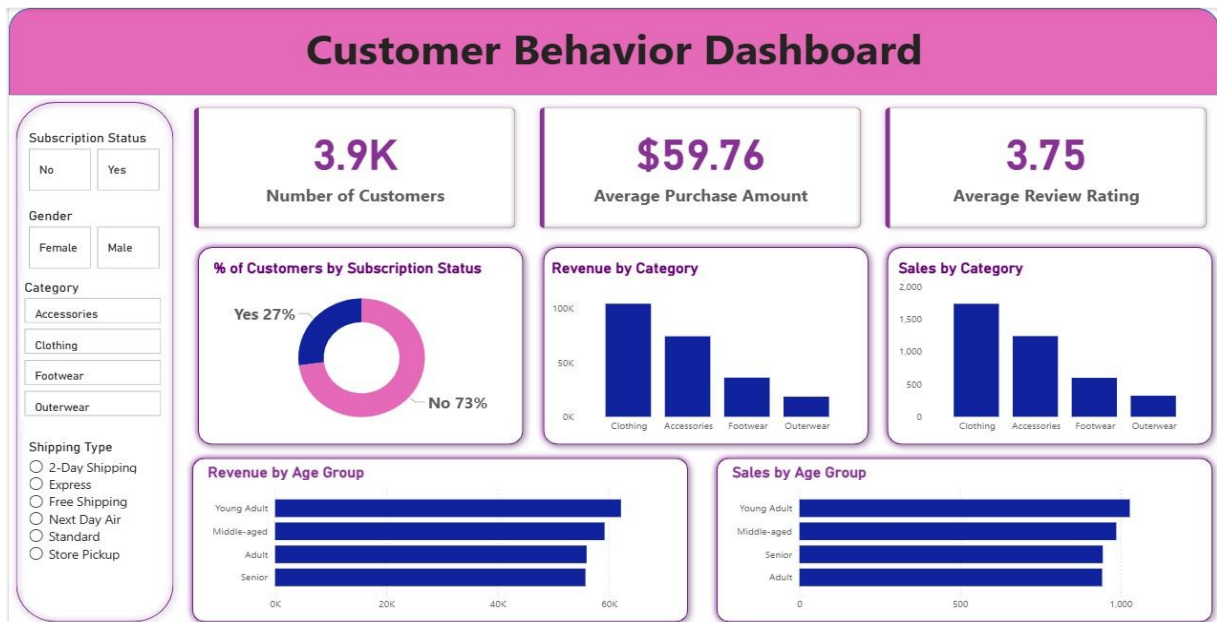 Customer Behavior Dashboard
Subscription Status
No Yes
Gender
Female Male
Category
Accessories
Clothing
Footwear
Outerwear
Shipping Type
2-Day Shipping
Express
Free Shipping
Next Day Air
Standard
Store Pickup
3.9K
Number of Customers
$59.76
Average Purchase Amount
3.75
Average Review Rating
% of Customers by Subscription Status
Yes 27%
No 73%
Revenue by Category
100K
50K
0K
Clothing Accessories Footwear Outerwear
Sales by Category
2,000
1,500
1,000
500
0
Clothing Accessories Footwear Outerwear
Revenue by Age Group
Young Adult
Middle-aged
Adult
Senior
0K 20K 40K 60K
Sales by Age Group
Young Adult
Middle-aged
Senior
Adult
0 500 1,000